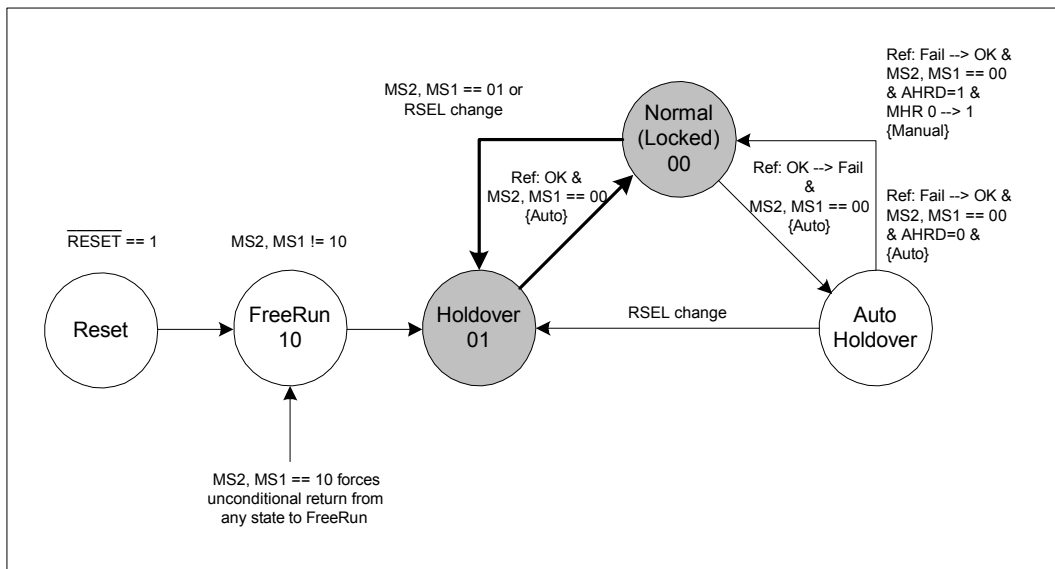 MS2, MS1 == 01 or
RSEL change
Normal
(Locked)
00
Ref: Fail --> OK &
MS2, MS1 == 00
& AHRD=1 &
MHR 0 --> 1
{Manual}
Ref: OK &
MS2, MS1 == 00
{Auto}
Ref: OK --> Fail
&
MS2, MS1 == 00
{Auto}
Ref: Fail --> OK &
MS2, MS1 == 00
& AHRD=0 &
{Auto}
RESET == 1
MS2, MS1 != 10
Reset
FreeRun
10
Holdover
01
RSEL change
Auto
Holdover
MS2, MS1 == 10 forces
unconditional return from
any state to FreeRun